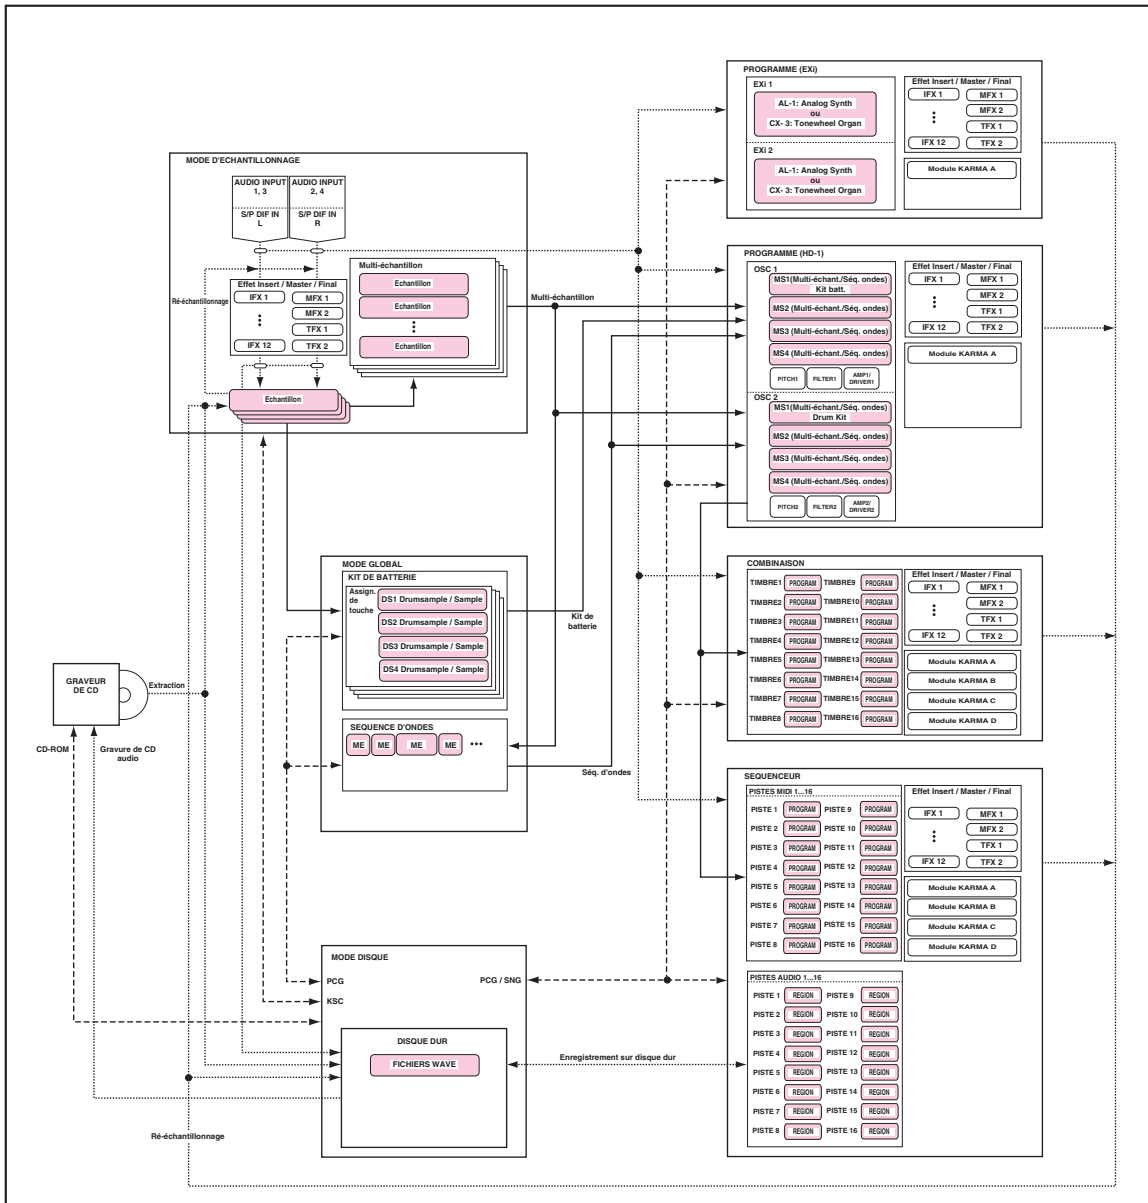 MODE D'ECHANTILLONNAGE
AUDIO INPUT
1, 3
AUDIO INPUT
2, 4
S/P DIF IN
L
S/P DIF IN
R
Ré-échantillonnage
Effet Insert / Master / Final
IFX 1
MFX 1
MFX 2
TFX 1
IFX 12
TFX 2
Multi-échantillon
Echantillon
Echantillon
Echantillon
Echantillon
Multi-échantillon
MODE GLOBAL
KIT DE BATTERIE
Assign.
de
touche
DS1 Drumsample / Sample
DS2 Drumsample / Sample
DS3 Drumsample / Sample
DS4 Drumsample / Sample
Kit de
batterie
SEQUENCE D'ONDES
ME ME ME ME
Séq. d'ondes
GRAVEUR
DE CD
Extraction
CD-ROM
Gravure de CD
audio
MODE DISQUE
PCG
PCG / SNG
KSC
DISQUE DUR
FICHIERS WAVE
Enregistrement sur disque dur
Ré-échantillonnage
PROGRAMME (EXi)
EXi 1
AL-1: Analog Synth
ou
CX- 3: Tonewheel Organ
EXi 2
AL-1: Analog Synth
ou
CX- 3: Tonewheel Organ
Effet Insert / Master / Final
IFX 1
MFX 1
MFX 2
TFX 1
IFX 12
TFX 2
Module KARMA A
PROGRAMME (HD-1)
OSC 1
MS1(Multi-échant./Séq. ondes)
Kit batt.
MS2 (Multi-échant./Séq. ondes)
MS3 (Multi-échant./Séq. ondes)
MS4 (Multi-échant./Séq. ondes)
PITCH1
FILTER1
AMP1/
DRIVER1
OSC 2
MS1(Multi-échant./Séq. ondes)
Drum Kit
MS2 (Multi-échant./Séq. ondes)
MS3 (Multi-échant./Séq. ondes)
MS4 (Multi-échant./Séq. ondes)
PITCH2
FILTER2
AMP2/
DRIVER2
Effet Insert / Master / Final
IFX 1
MFX 1
MFX 2
TFX 1
IFX 12
TFX 2
Module KARMA A
COMBINAISON
TIMBRE1 PROGRAM TIMBRE9 PROGRAM
TIMBRE2 PROGRAM TIMBRE10 PROGRAM
TIMBRE3 PROGRAM TIMBRE11 PROGRAM
TIMBRE4 PROGRAM TIMBRE12 PROGRAM
TIMBRE5 PROGRAM TIMBRE13 PROGRAM
TIMBRE6 PROGRAM TIMBRE14 PROGRAM
TIMBRE7 PROGRAM TIMBRE15 PROGRAM
TIMBRE8 PROGRAM TIMBRE16 PROGRAM
Effet Insert / Master / Final
IFX 1
MFX 1
MFX 2
TFX 1
IFX 12
TFX 2
Module KARMA A
Module KARMA B
Module KARMA C
Module KARMA D
SEQUENCEUR
PISTES MIDI 1...16
PISTE 1 PROGRAM PISTE 9 PROGRAM
PISTE 2 PROGRAM PISTE 10 PROGRAM
PISTE 3 PROGRAM PISTE 11 PROGRAM
PISTE 4 PROGRAM PISTE 12 PROGRAM
PISTE 5 PROGRAM PISTE 13 PROGRAM
PISTE 6 PROGRAM PISTE 14 PROGRAM
PISTE 7 PROGRAM PISTE 15 PROGRAM
PISTE 8 PROGRAM PISTE 16 PROGRAM
Effet Insert / Master / Final
IFX 1
MFX 1
MFX 2
TFX 1
IFX 12
TFX 2
Module KARMA A
Module KARMA B
Module KARMA C
Module KARMA D
PISTES AUDIO 1...16
PISTE 1 REGION PISTE 9 REGION
PISTE 2 REGION PISTE 10 REGION
PISTE 3 REGION PISTE 11 REGION
PISTE 4 REGION PISTE 12 REGION
PISTE 5 REGION PISTE 13 REGION
PISTE 6 REGION PISTE 14 REGION
PISTE 7 REGION PISTE 15 REGION
PISTE 8 REGION PISTE 16 REGION